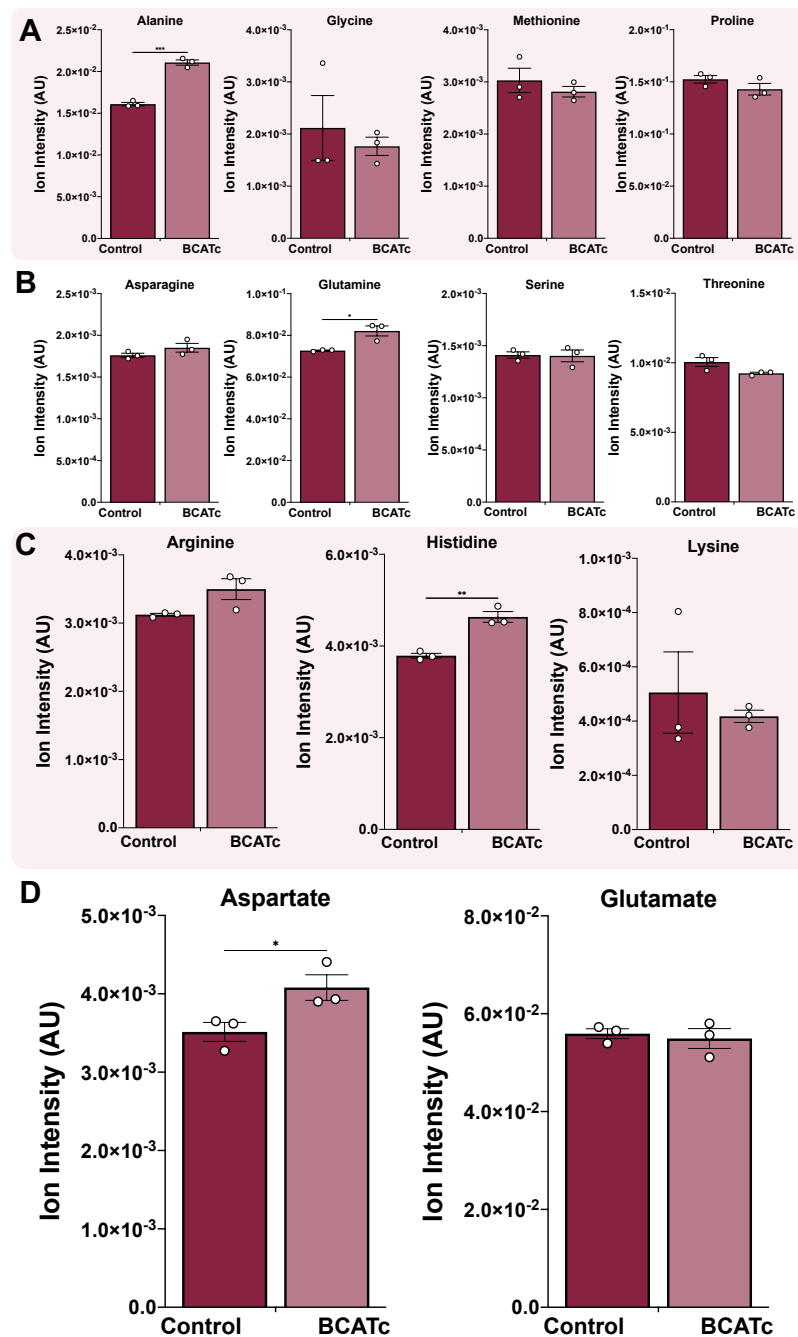 A
Alanine
Glycine
Methionine
Proline
Ion Intensity (AU)
2.5×10⁻²
2.0×10⁻²
1.5×10⁻²
1.0×10⁻²
5.0×10⁻³
0.0
***
Control BCATc
Ion Intensity (AU)
4.0×10⁻³
3.0×10⁻³
2.0×10⁻³
1.0×10⁻³
0.0
Control BCATc
Ion Intensity (AU)
4.0×10⁻³
3.0×10⁻³
2.0×10⁻³
1.0×10⁻³
0.0
Control BCATc
Ion Intensity (AU)
2.0×10⁻¹
1.5×10⁻¹
1.0×10⁻¹
5.0×10⁻²
0.0
Control BCATc
B
Asparagine
Glutamine
Serine
Threonine
Ion Intensity (AU)
2.5×10⁻³
2.0×10⁻³
1.5×10⁻³
1.0×10⁻³
5.0×10⁻⁴
0.0
Control BCATc
Ion Intensity (AU)
1.0×10⁻¹
8.0×10⁻²
6.0×10⁻²
4.0×10⁻²
2.0×10⁻²
0.0
*
Control BCATc
Ion Intensity (AU)
2.0×10⁻³
1.5×10⁻³
1.0×10⁻³
5.0×10⁻⁴
0.0
Control BCATc
Ion Intensity (AU)
1.5×10⁻²
1.0×10⁻²
5.0×10⁻³
0.0
Control BCATc
C
Arginine
Histidine
Lysine
Ion Intensity (AU)
4.0×10⁻³
3.0×10⁻³
2.0×10⁻³
1.0×10⁻³
0.0
Control BCATc
Ion Intensity (AU)
6.0×10⁻³
4.0×10⁻³
2.0×10⁻³
0.0
**
Control BCATc
Ion Intensity (AU)
1.0×10⁻³
8.0×10⁻⁴
6.0×10⁻⁴
4.0×10⁻⁴
2.0×10⁻⁴
0.0
Control BCATc
D
Aspartate
Glutamate
Ion Intensity (AU)
5.0×10⁻³
4.0×10⁻³
3.0×10⁻³
2.0×10⁻³
1.0×10⁻³
0.0
*
Control BCATc
Ion Intensity (AU)
8.0×10⁻²
6.0×10⁻²
4.0×10⁻²
2.0×10⁻²
0.0
Control BCATc